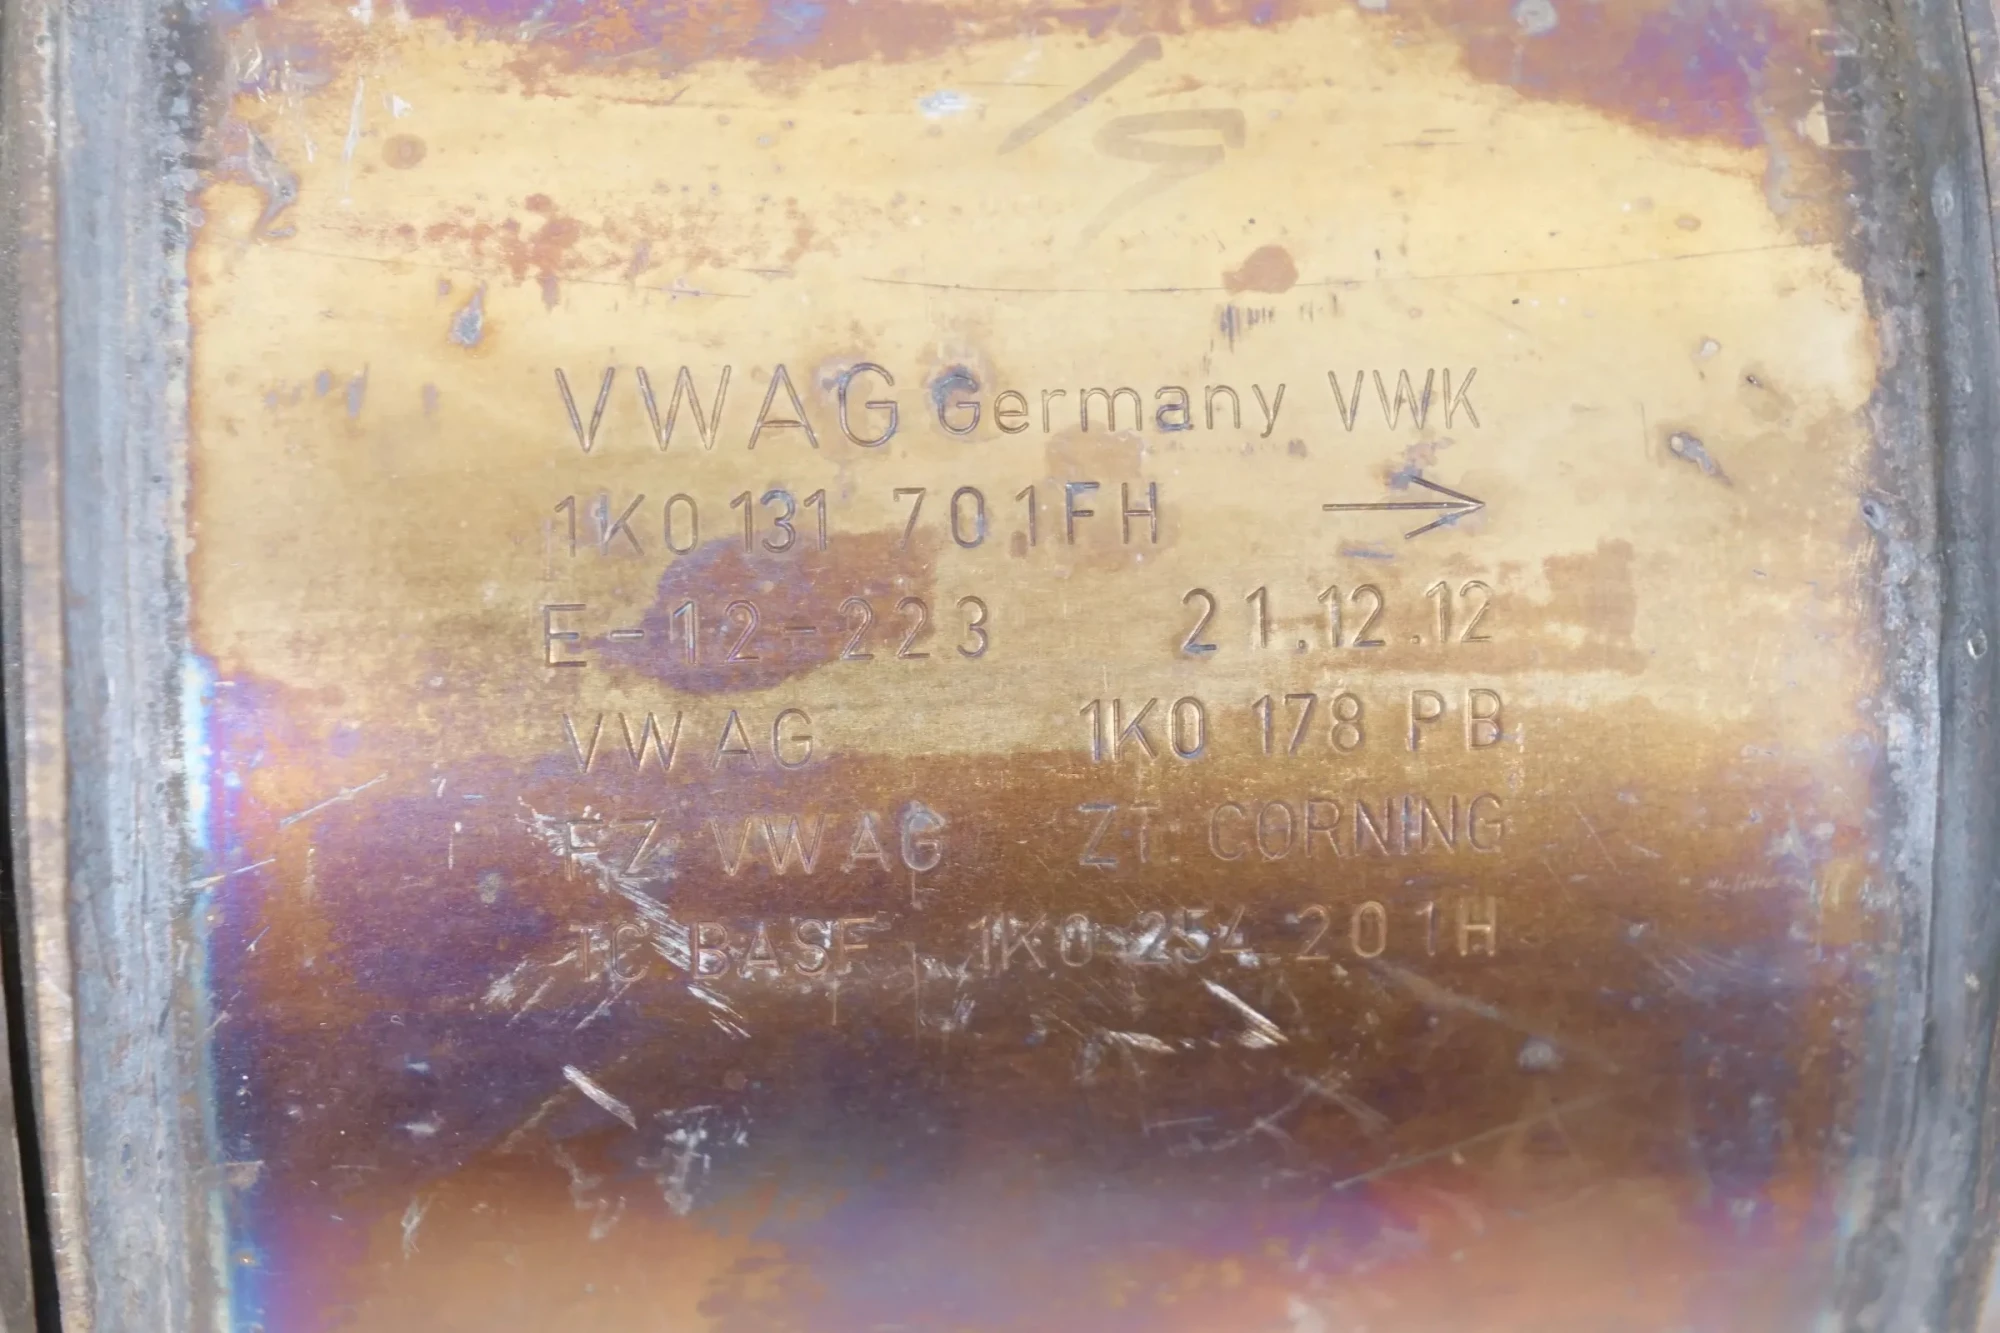 VWAG Germany VWK
1K0 131 701FH →
E-12-223 21.12.12
VW AG 1K0 178 PB
FZ VWAG ZT CORNING
TC BASF 1K0 254 201H